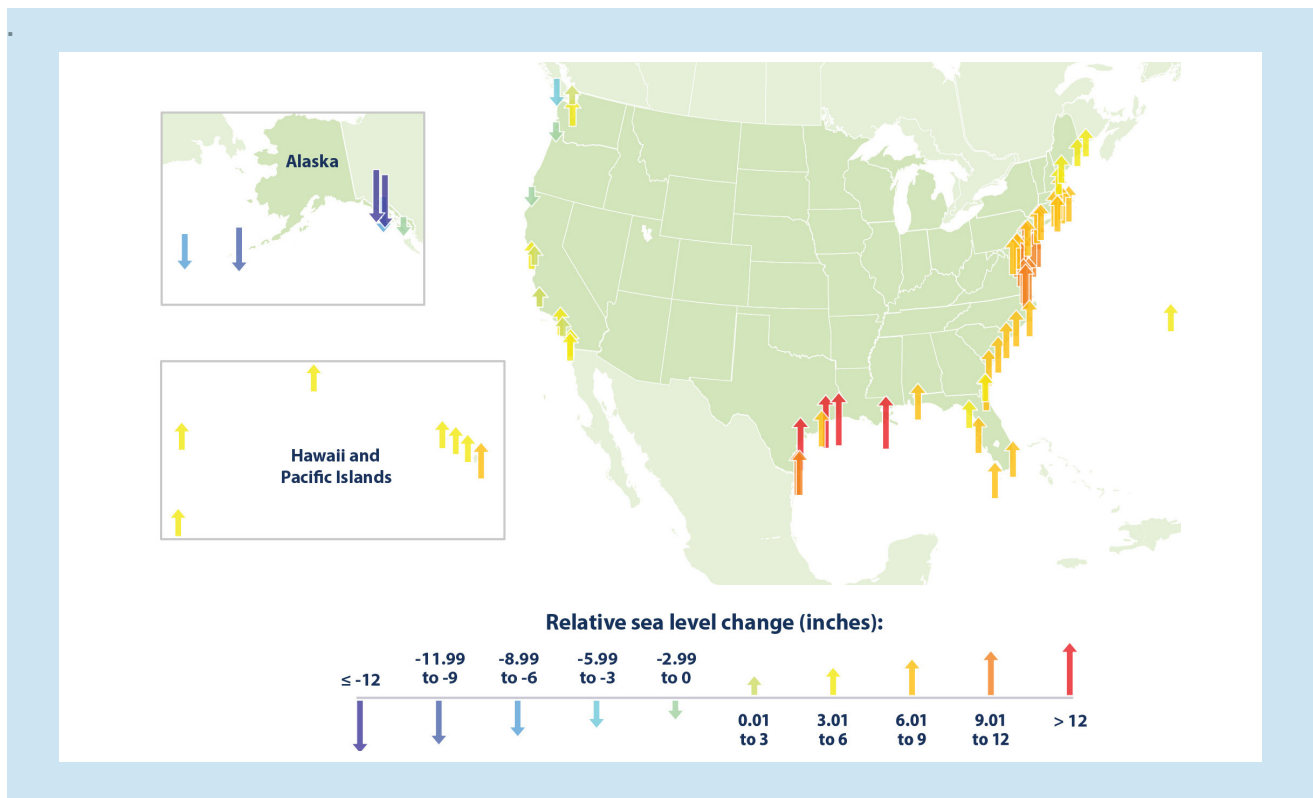 Alaska
Hawaii and
Pacific Islands
Relative sea level change (inches):
≤ -12
-11.99
to -9
-8.99
to -6
-5.99
to -3
-2.99
to 0
0.01
to 3
3.01
to 6
6.01
to 9
9.01
to 12
> 12